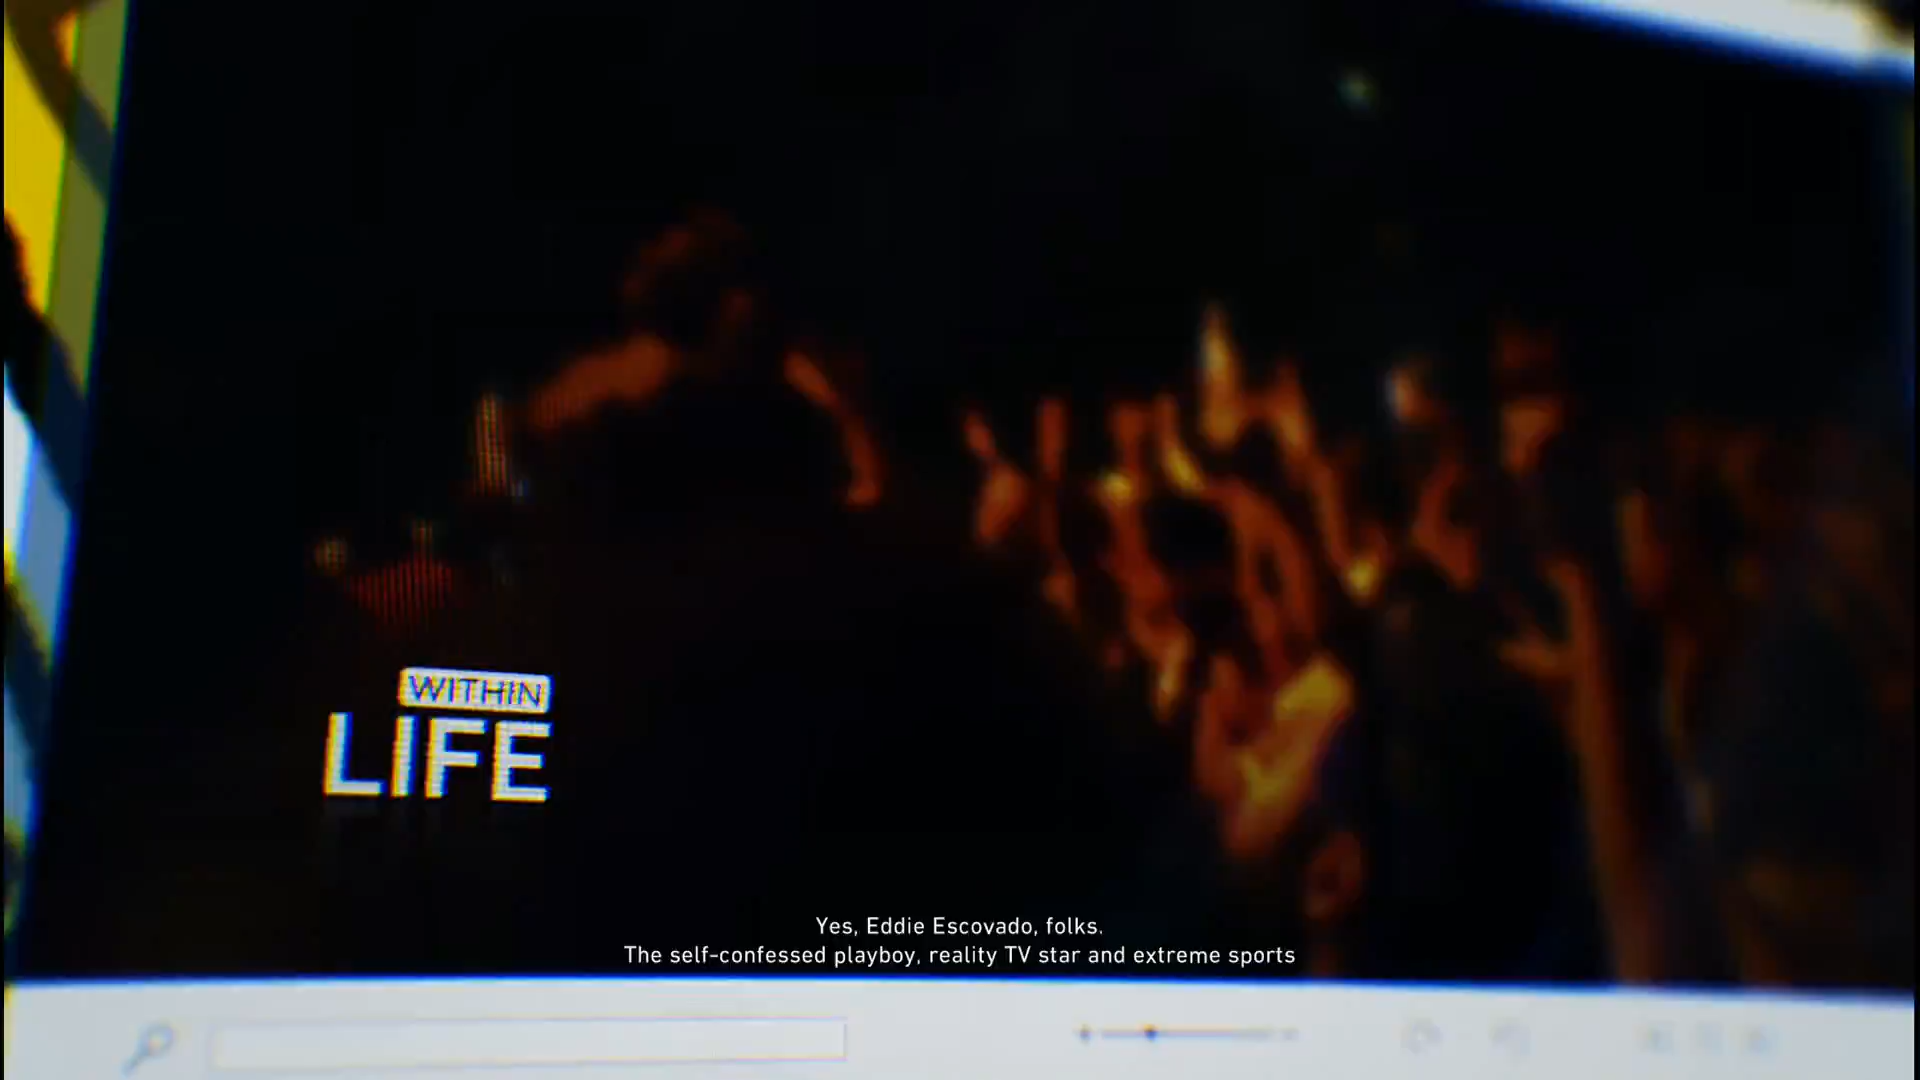 WITHIN
LIFE
Yes, Eddie Escovado, folks.
The self-confessed playboy, reality TV star and extreme sports